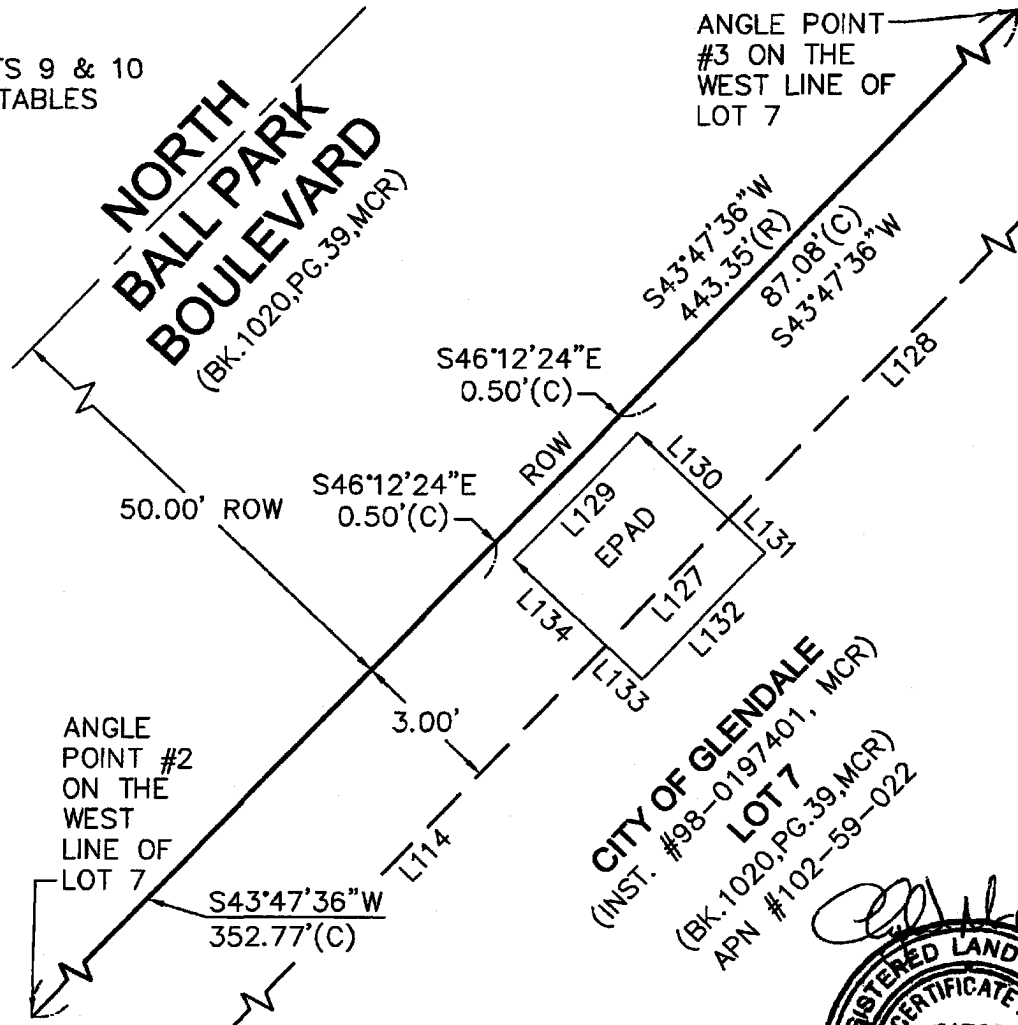 TS 9 & 10
TABLES
NORTH
BALL PARK
BOULEVARD
(BK.1020,PG.39,MCR)
ANGLE POINT
#3 ON THE
WEST LINE OF
LOT 7
S43°47'36"W
443.35'(R)
87.08'(C)
S43°47'36"W
L128
S46°12'24"E
0.50'(C)
S46°12'24"E
0.50'(C)
ROW
50.00' ROW
L129
EPAD
L130
L131
L127
L132
L134
L133
3.00'
ANGLE
POINT #2
ON THE
WEST
LINE OF
LOT 7
L114
S43°47'36"W
352.77'(C)
CITY OF GLENDALE
(INST. #98-0197401, MCR)
LOT 7
(BK.1020,PG.39,MCR)
APN #102-59-022
ISTERED LAND
CERTIFICATE